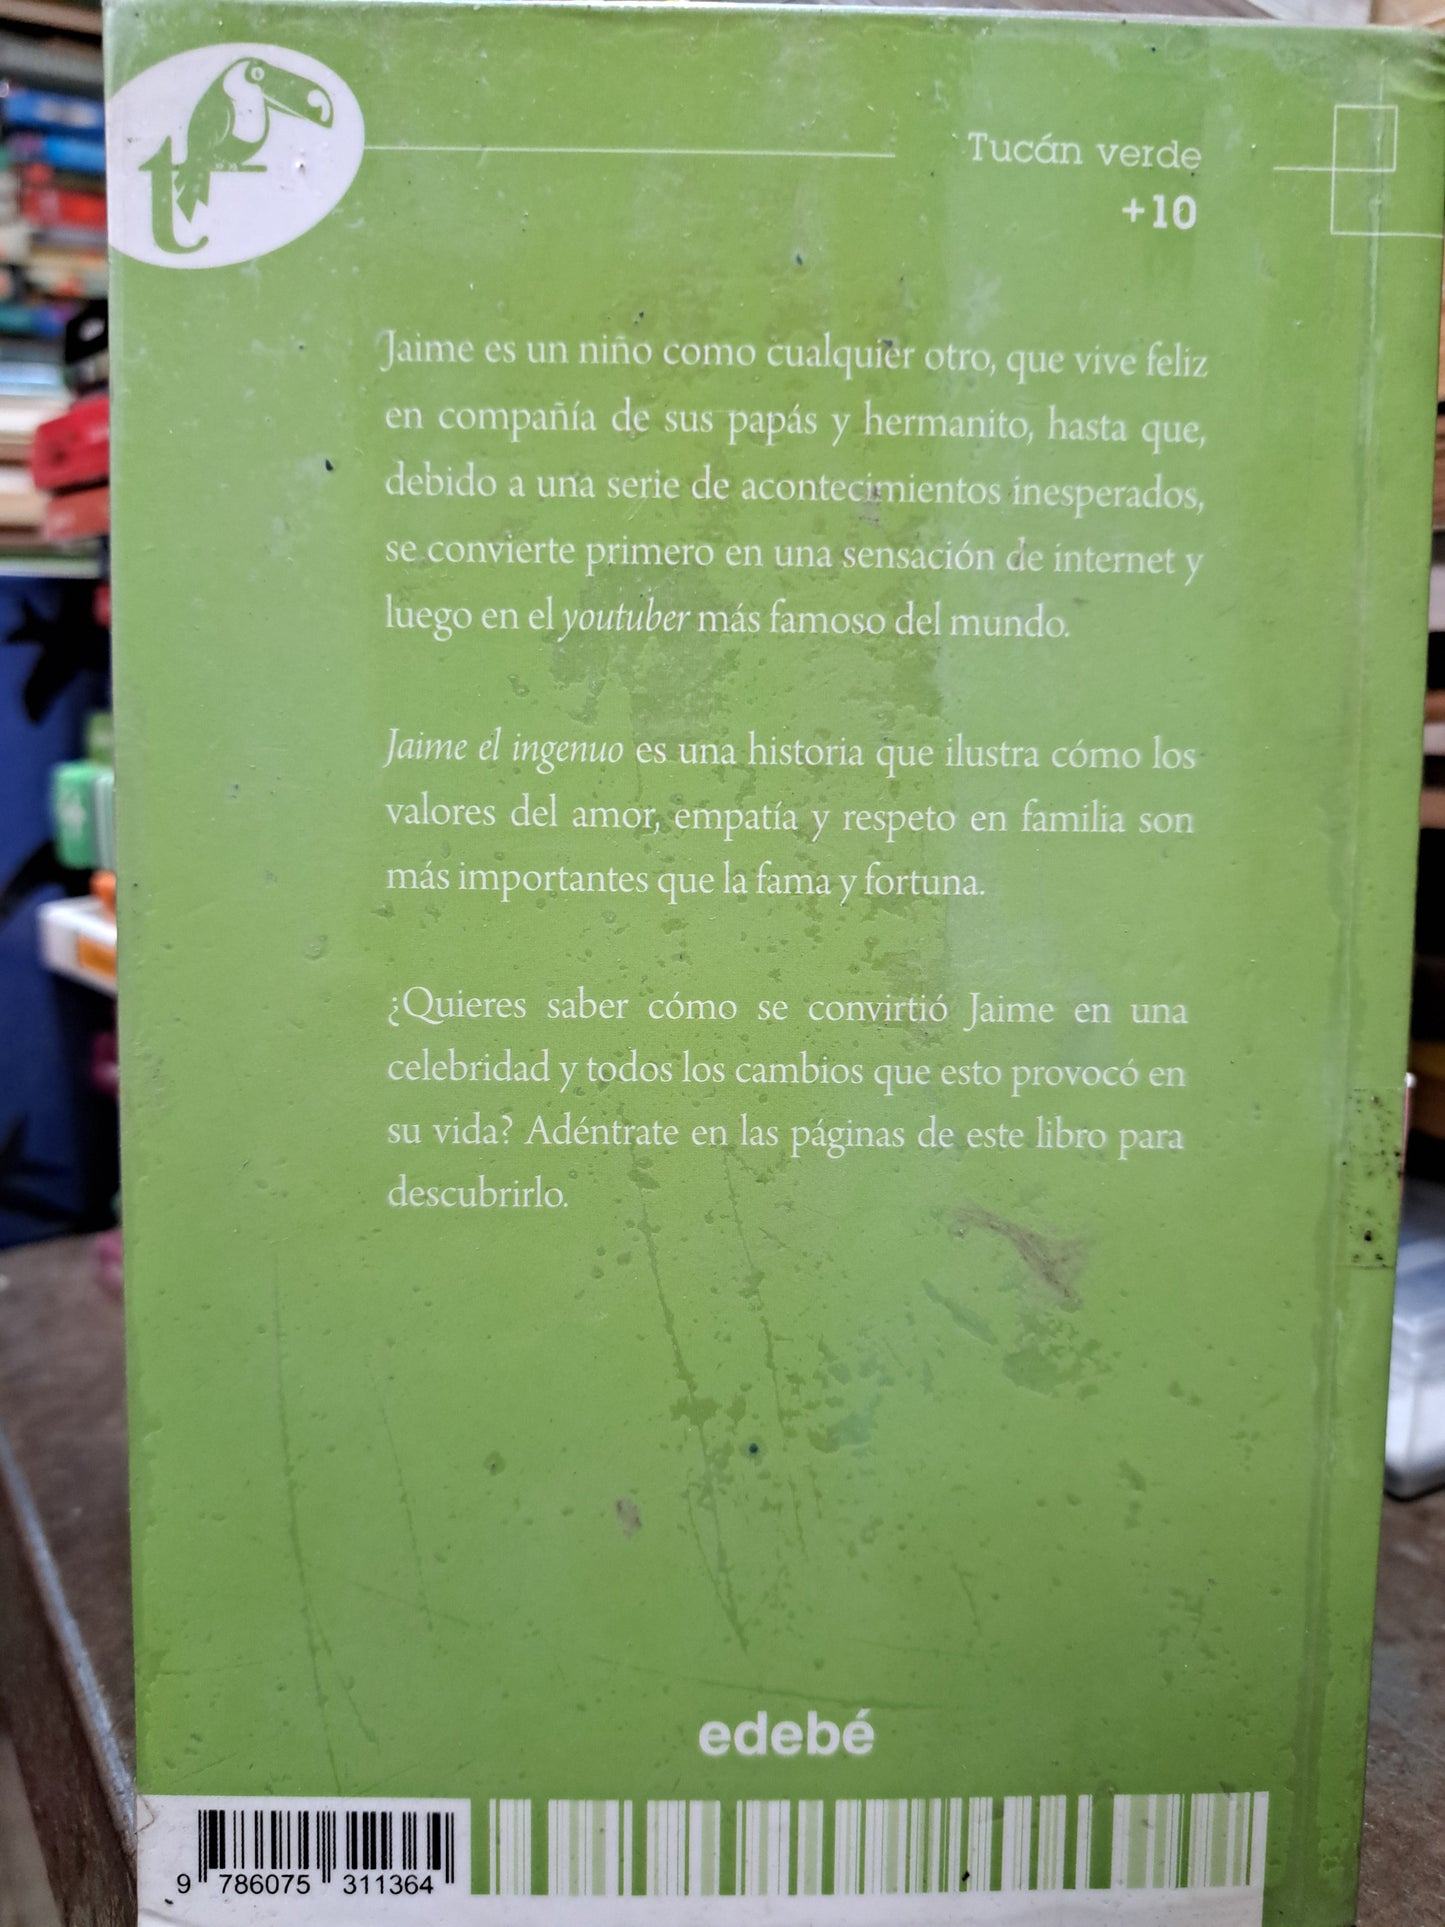 t
Tucán verde
+10
Jaime es un niño como cualquier otro, que vive feliz
en compañía de sus papás y hermanito, hasta que,
debido a una serie de acontecimientos inesperados,
se convierte primero en una sensación de internet y
luego en el youtuber más famoso del mundo.
Jaime el ingenuo es una historia que ilustra cómo los
valores del amor, empatía y respeto en familia son
más importantes que la fama y fortuna.
¿Quieres saber cómo se convirtió Jaime en una
celebridad y todos los cambios que esto provocó en
su vida? Adéntrate en las páginas de este libro para
descubrirlo.
edebé
9 786075 311364